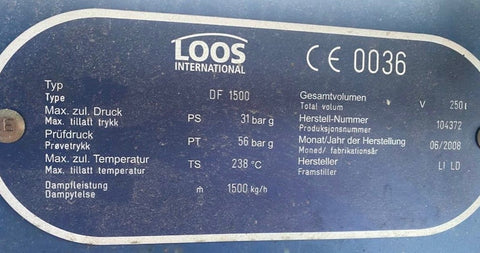 LOOS
INTERNATIONAL
CE 0036
Typ
Type DF 1500
Max. zul. Druck
Max. tillatt trykk PS 31 bar g
Prüfdruck
Prøvetrykk PT 56 bar g
Max. zul. Temperatur
Max. tillatt temperatur TS 238 °C
Dampfleistung
Dampytelse ṁ 1500 kg/h
Gesamtvolumen
Total volum V 250 l
Herstell-Nummer
Produksjonsnummer 104372
Monat/Jahr der Herstellung
Moned/ fabrikationsår 06/2008
Hersteller
Framstiller LI LD
E